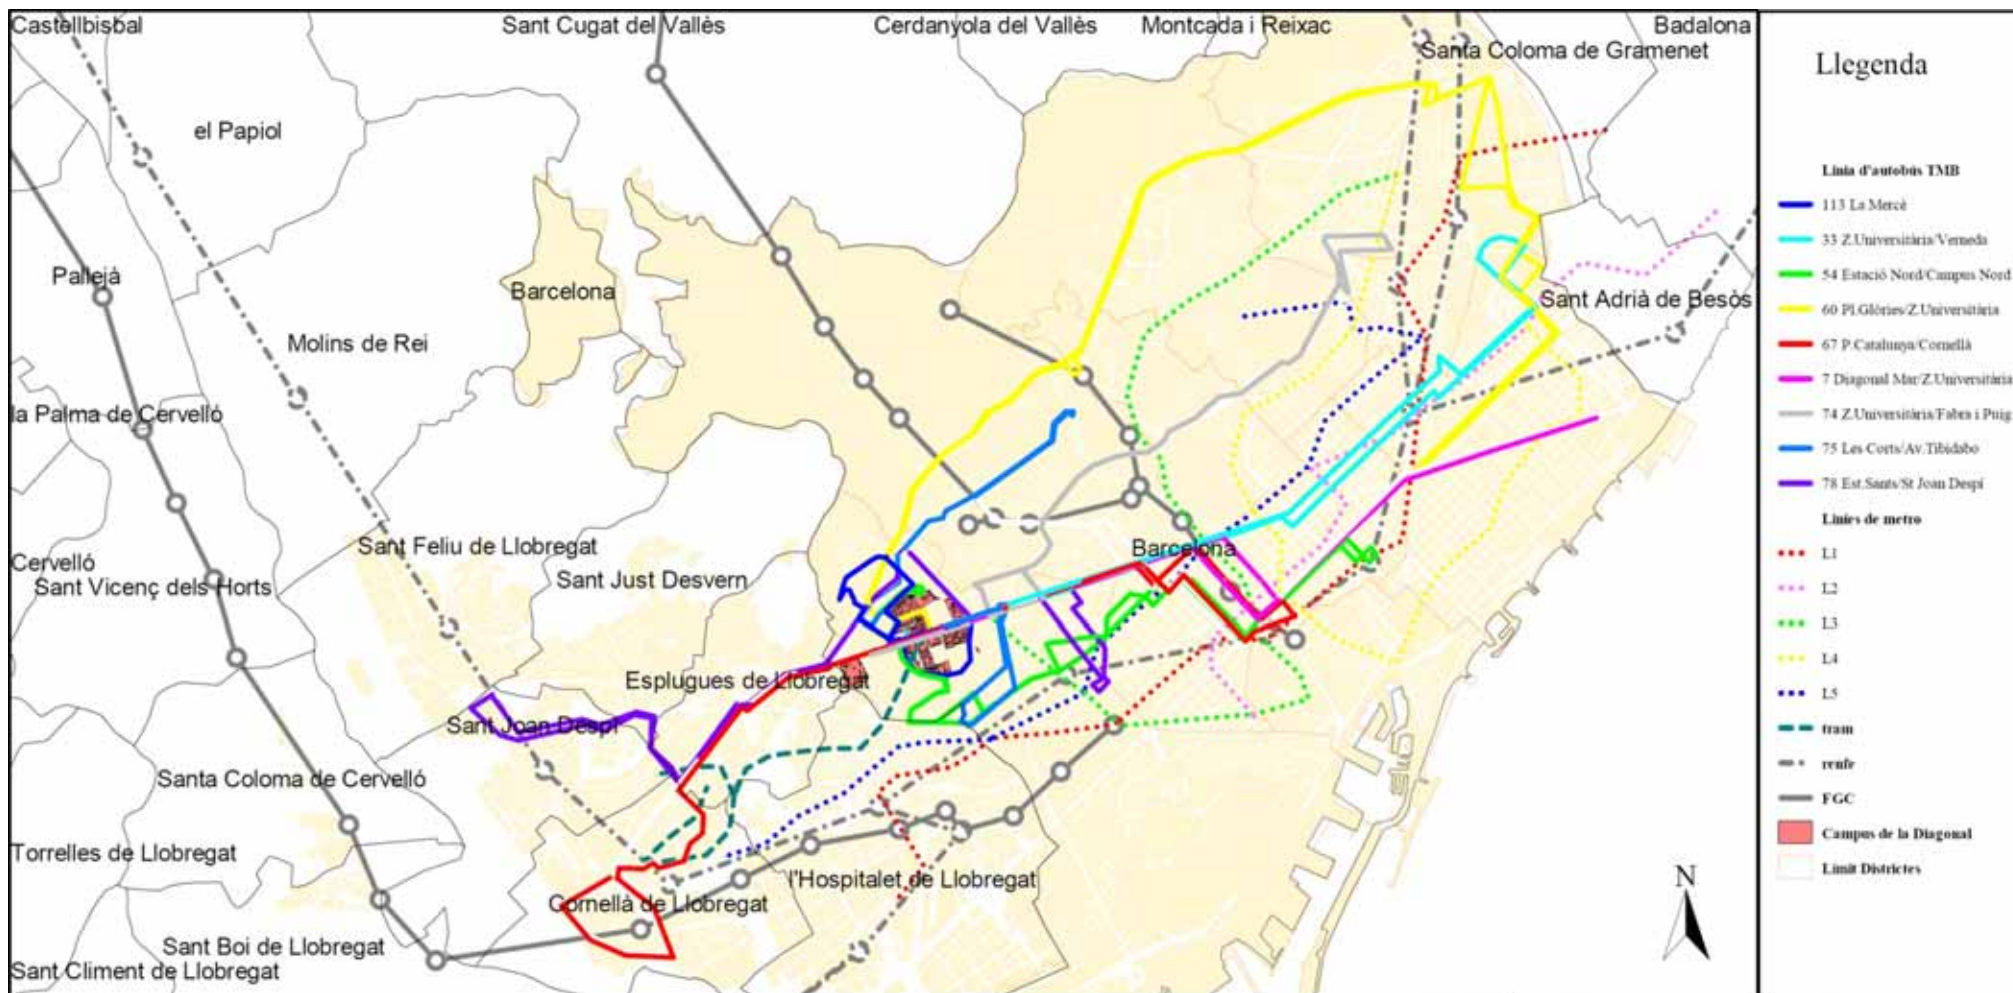 Castellbisbal
Sant Cugat del Vallès
Cerdanyola del Vallès
Montcada i Reixac
Badalona
Santa Coloma de Gramenet
el Papiol
Pallejà
Barcelona
Sant Adrià de Besòs
Molins de Rei
la Palma de Cervelló
Sant Feliu de Llobregat
Barcelona
Cervelló
Sant Just Desvern
Sant Vicenç dels Horts
Esplugues de Llobregat
Sant Joan Despí
Santa Coloma de Cervelló
Torrelles de Llobregat
l'Hospitalet de Llobregat
Cornellà de Llobregat
Sant Boi de Llobregat
Sant Climent de Llobregat
N
Llegenda
Línia d'autobús TMB
113 La Mercè
33 Z.Universitària/Verneda
54 Estació Nord/Campus Nord
60 Pl.Glòries/Z.Universitària
67 P.Catalunya/Cornellà
7 Diagonal Mar/Z.Universitària
74 Z.Universitària/Fabra i Puig
75 Les Corts/Av.Tibidabo
78 Est.Sants/St Joan Despí
Línies de metro
L1
L2
L3
L4
L5
tram
renfe
FGC
Campus de la Diagonal
Límit Districtes